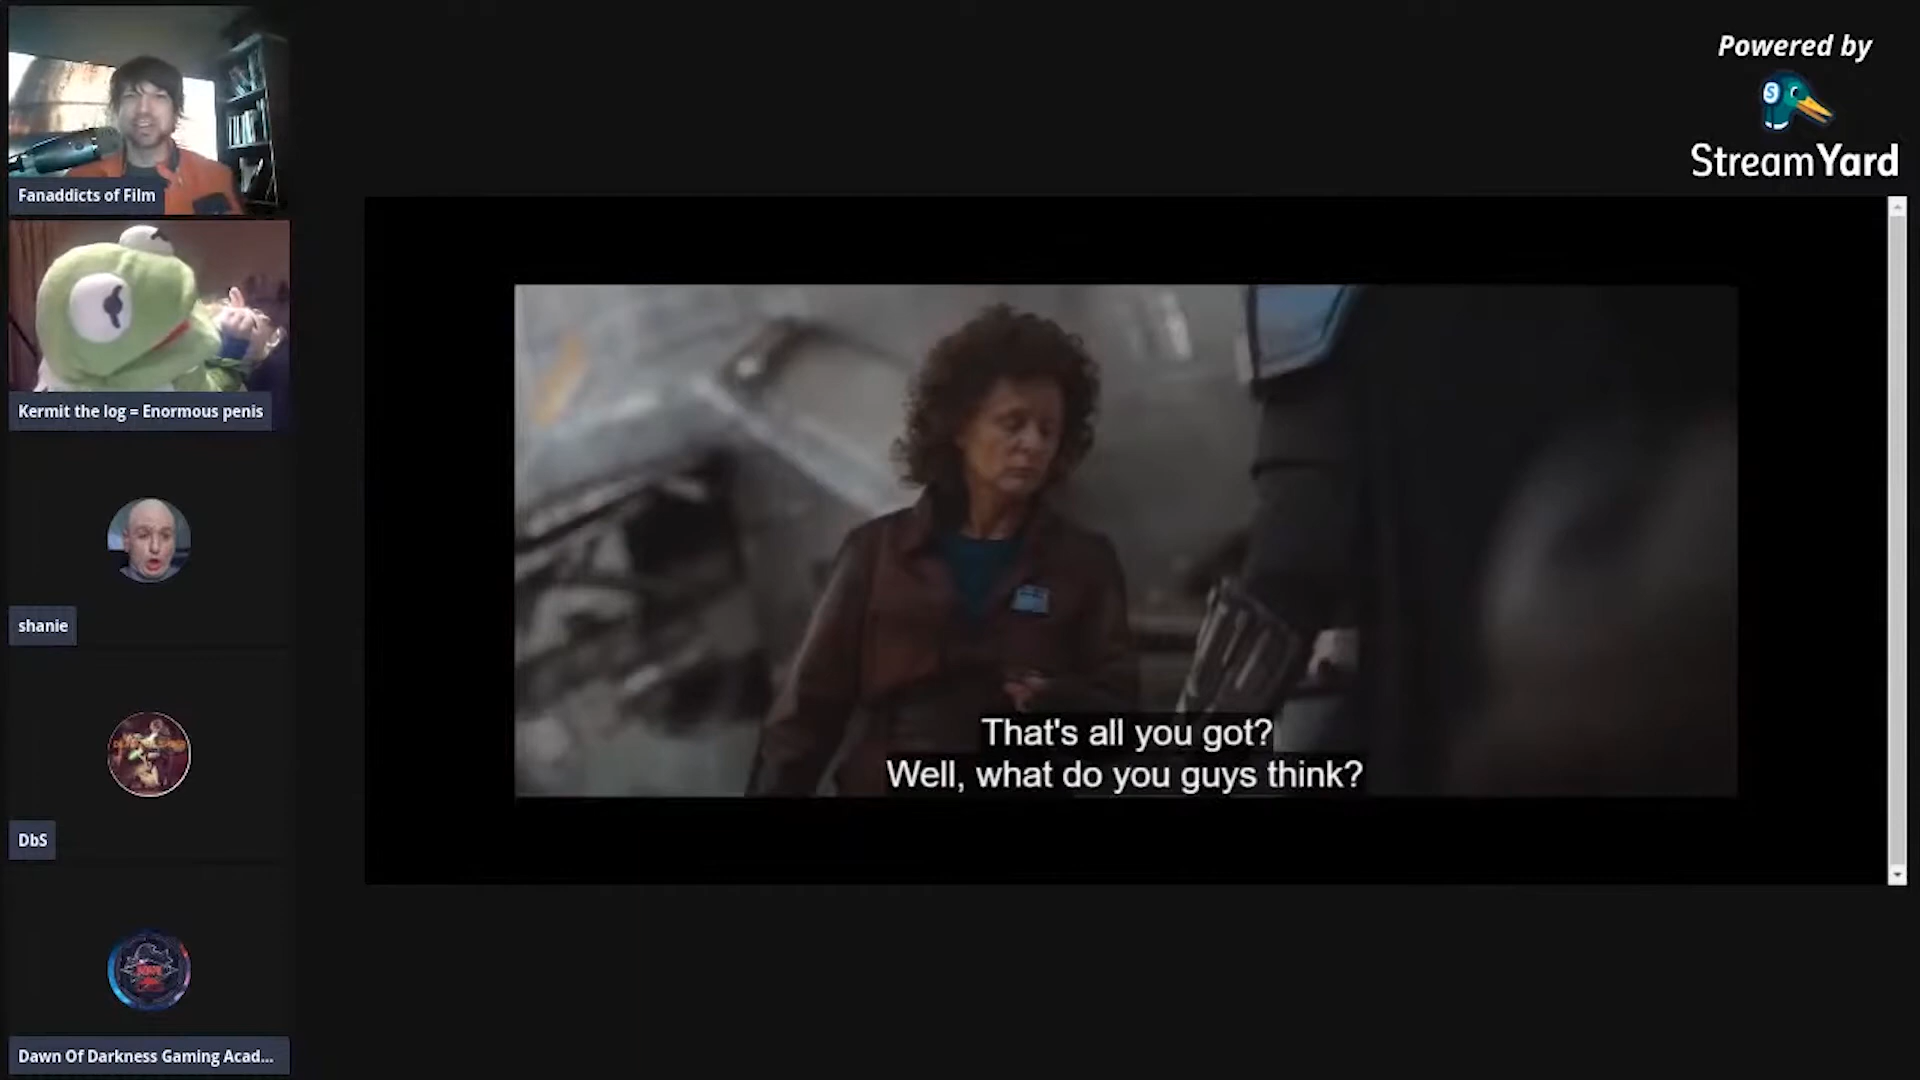 Powered by
StreamYard
Fanaddicts of Film
Kermit the log = Enormous penis
shanie
DbS
Dawn Of Darkness Gaming Acad...
That's all you got?
Well, what do you guys think?